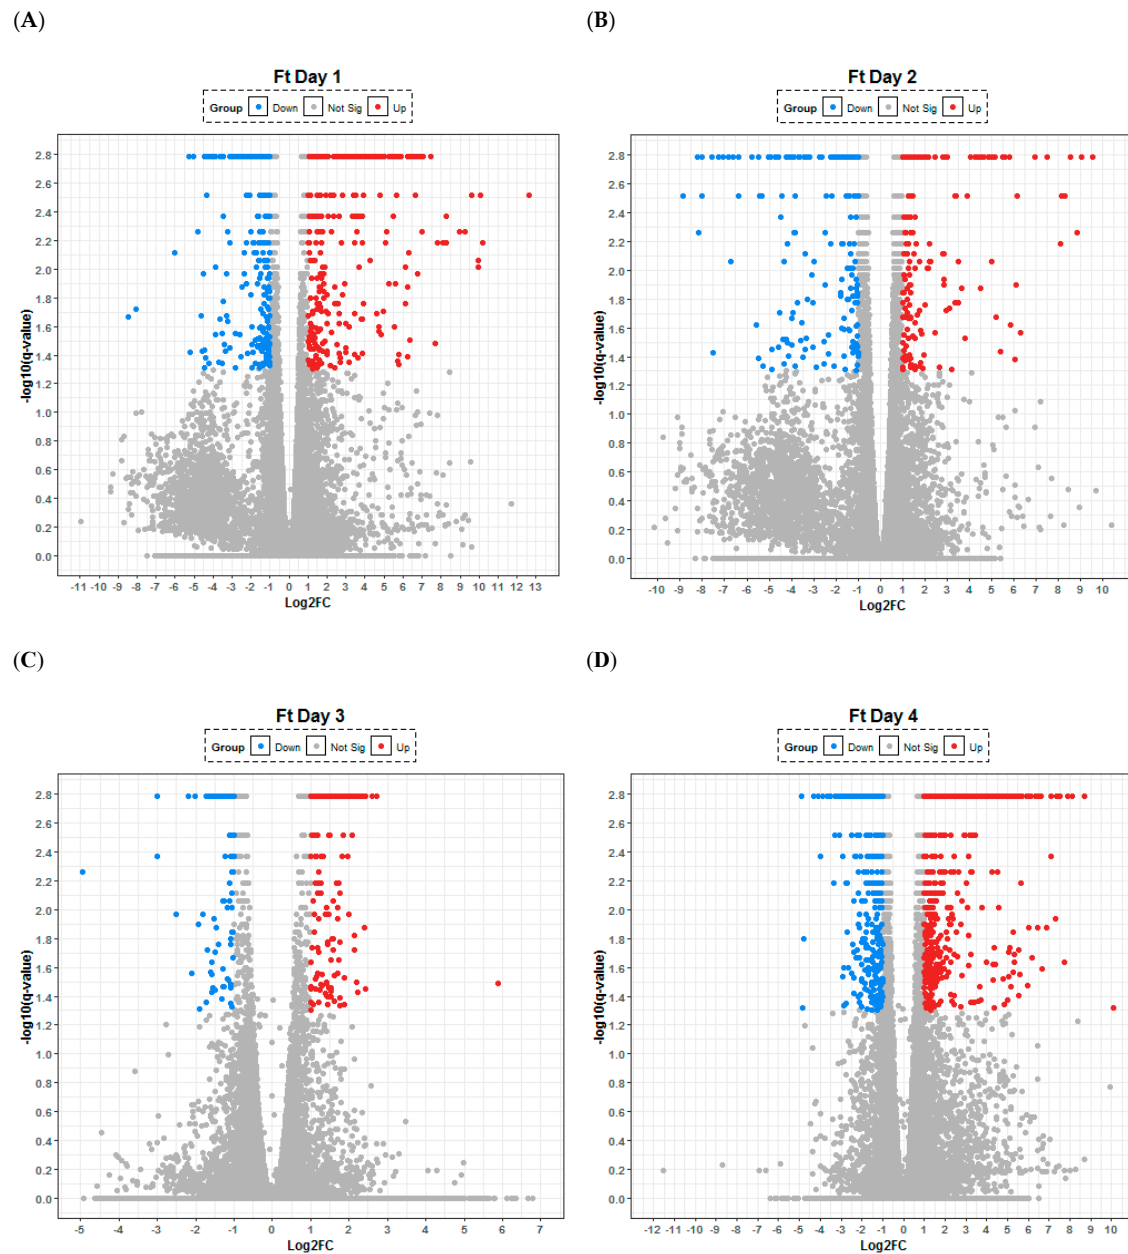 (A)
Ft Day 1
Group Down Not Sig Up
-log10(q-value)
2.8
2.6
2.4
2.2
2.0
1.8
1.6
1.4
1.2
1.0
0.8
0.6
0.4
0.2
0.0
-11 -10 -9 -8 -7 -6 -5 -4 -3 -2 -1 0 1 2 3 4 5 6 7 8 9 10 11 12 13
Log2FC
(B)
Ft Day 2
Group Down Not Sig Up
-log10(q-value)
2.8
2.6
2.4
2.2
2.0
1.8
1.6
1.4
1.2
1.0
0.8
0.6
0.4
0.2
0.0
-10 -9 -8 -7 -6 -5 -4 -3 -2 -1 0 1 2 3 4 5 6 7 8 9 10
Log2FC
(C)
Ft Day 3
Group Down Not Sig Up
-log10(q-value)
2.8
2.6
2.4
2.2
2.0
1.8
1.6
1.4
1.2
1.0
0.8
0.6
0.4
0.2
0.0
-5 -4 -3 -2 -1 0 1 2 3 4 5 6 7
Log2FC
(D)
Ft Day 4
Group Down Not Sig Up
-log10(q-value)
2.8
2.6
2.4
2.2
2.0
1.8
1.6
1.4
1.2
1.0
0.8
0.6
0.4
0.2
0.0
-12 -11 -10 -9 -8 -7 -6 -5 -4 -3 -2 -1 0 1 2 3 4 5 6 7 8 9 10
Log2FC